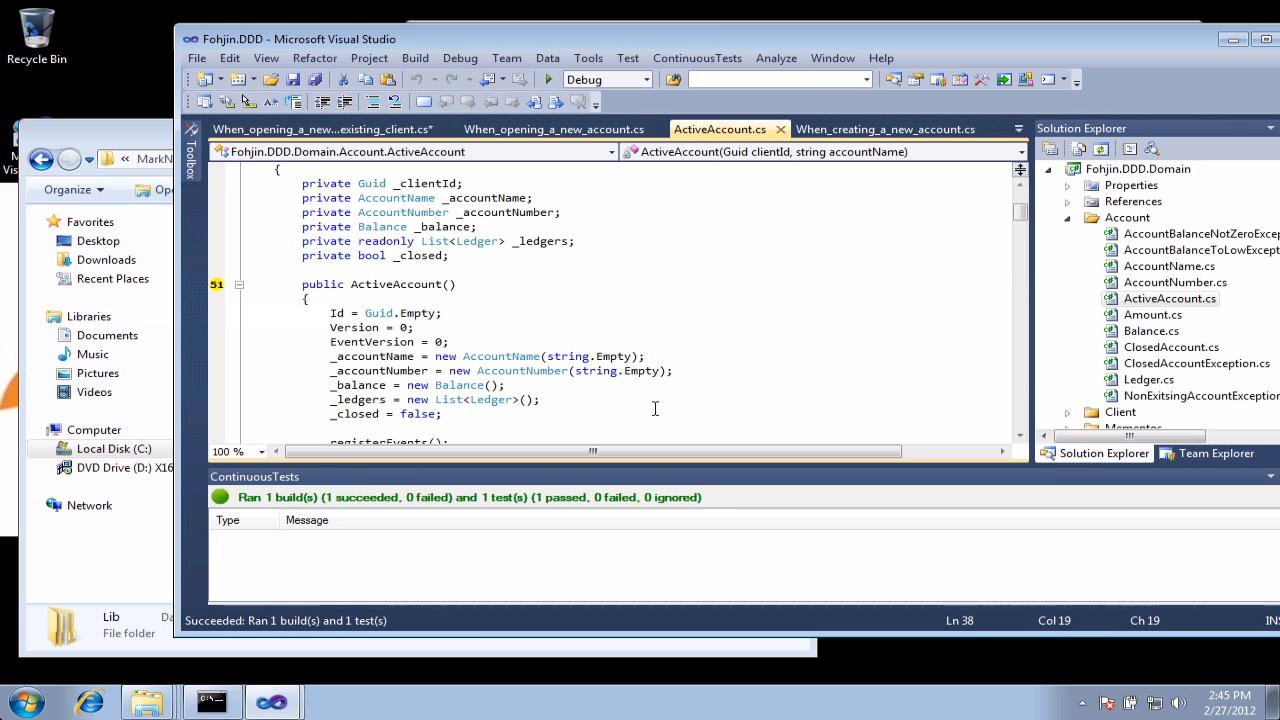 Recycle Bin
Fohjin.DDD - Microsoft Visual Studio
File Edit View Refactor Project Build Debug Team Data Tools Test ContinuousTests Analyze Window Help
Debug
When_opening_a_new...existing_client.cs* When_opening_a_new_account.cs ActiveAccount.cs When_creating_a_new_account.cs
Fohjin.DDD.Domain.Account.ActiveAccount ActiveAccount(Guid clientId, string accountName)
Toolbox
{
private Guid _clientId;
private AccountName _accountName;
private AccountNumber _accountNumber;
private Balance _balance;
private readonly List<Ledger> _ledgers;
private bool _closed;
51 public ActiveAccount()
{
Id = Guid.Empty;
Version = 0;
EventVersion = 0;
_accountName = new AccountName(string.Empty);
_accountNumber = new AccountNumber(string.Empty);
_balance = new Balance();
_ledgers = new List<Ledger>();
_closed = false;
registerEvents();
100 %
Solution Explorer
Fohjin.DDD.Domain
Properties
References
Account
AccountBalanceNotZeroExce
AccountBalanceToLowExcept
AccountName.cs
AccountNumber.cs
ActiveAccount.cs
Amount.cs
Balance.cs
ClosedAccount.cs
ClosedAccountException.cs
Ledger.cs
NonExitsingAccountException
Client
Mementos
Solution Explorer Team Explorer
ContinuousTests
Ran 1 build(s) (1 succeeded, 0 failed) and 1 test(s) (1 passed, 0 failed, 0 ignored)
Type Message
Succeeded: Ran 1 build(s) and 1 test(s) Ln 38 Col 19 Ch 19 INS
« MarkN
Organize
Favorites
Desktop
Downloads
Recent Places
Libraries
Documents
Music
Pictures
Videos
Computer
Local Disk (C:)
DVD Drive (D:) X16
Network
Lib
File folder
2:45 PM
2/27/2012